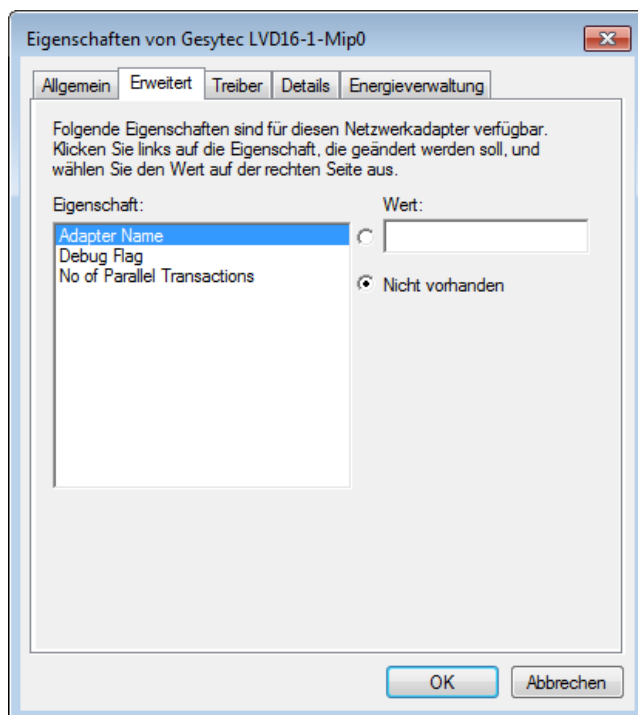 Eigenschaften von Gesytec LVD16-1-Mip0
Allgemein Erweitert Treiber Details Energieverwaltung
Folgende Eigenschaften sind für diesen Netzwerkadapter verfügbar.
Klicken Sie links auf die Eigenschaft, die geändert werden soll, und
wählen Sie den Wert auf der rechten Seite aus.
Eigenschaft: Wert:
Adapter Name
Debug Flag
No of Parallel Transactions
Nicht vorhanden
OK Abbrechen